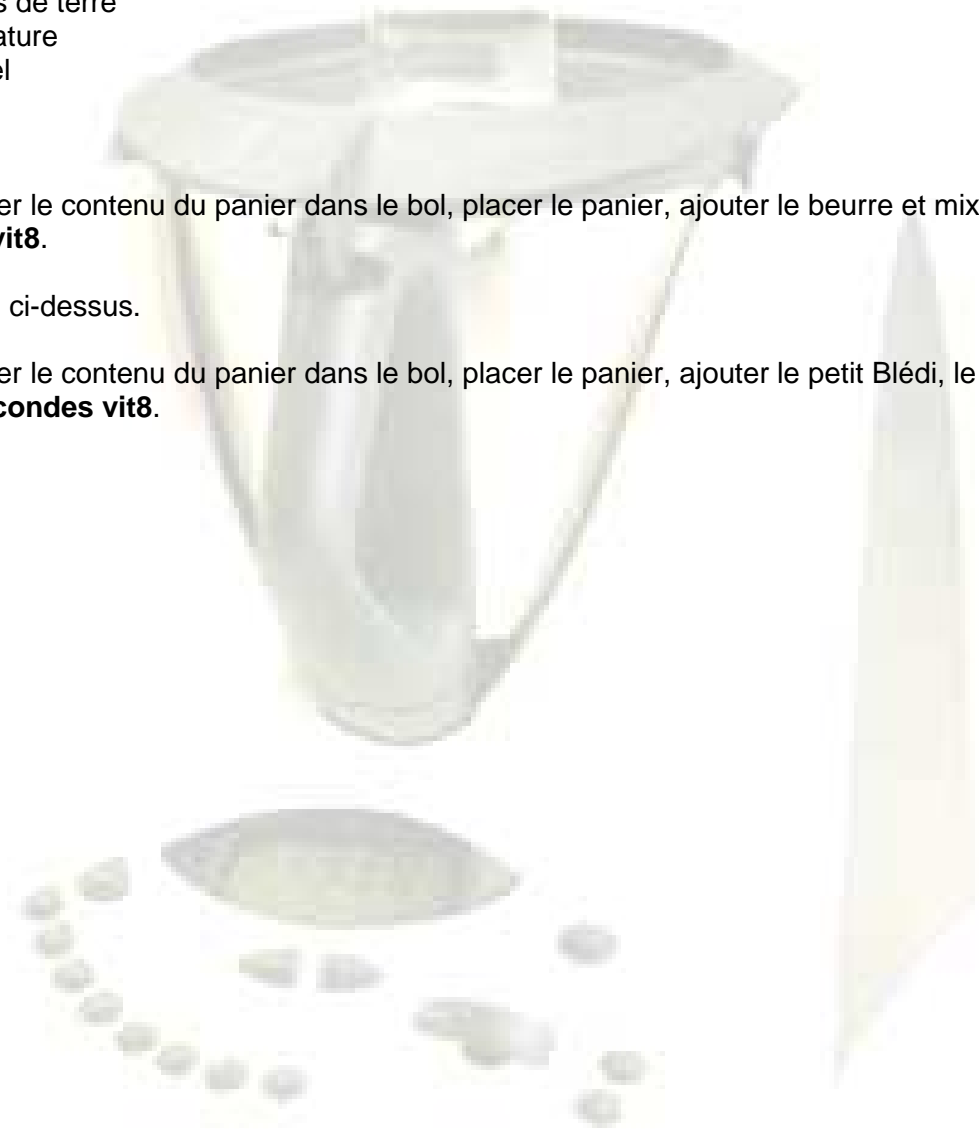 s de terre
ature
el
er le contenu du panier dans le bol, placer le panier, ajouter le beurre et mix
vit8.
ci-dessus.
er le contenu du panier dans le bol, placer le panier, ajouter le petit Blédi, le
condes vit8.